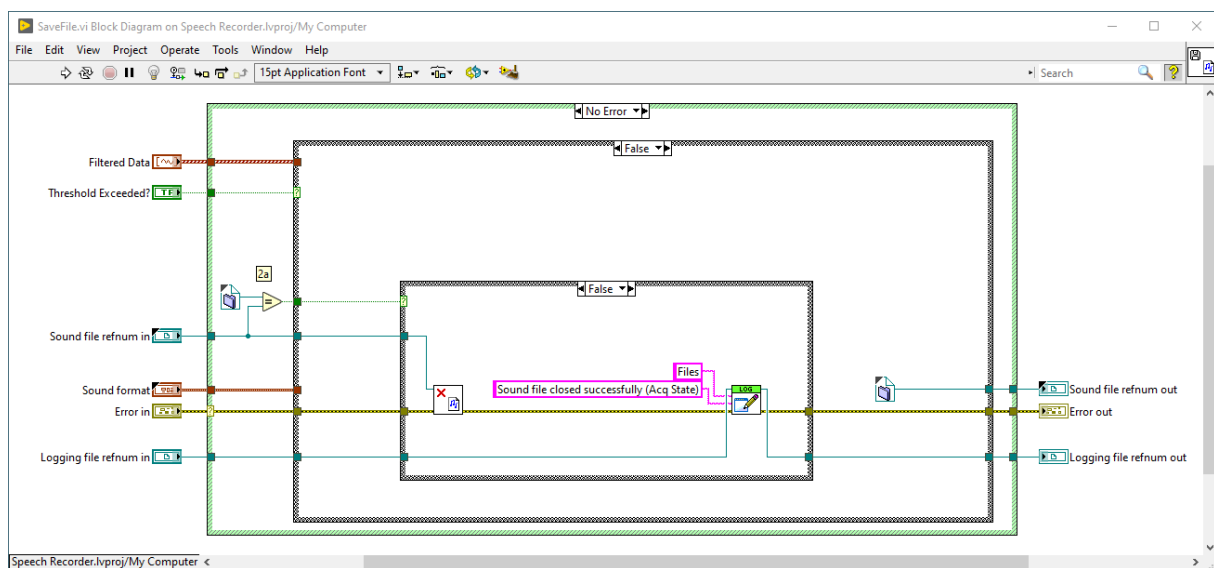 SaveFile.vi Block Diagram on Speech Recorder.lvproj/My Computer
File Edit View Project Operate Tools Window Help
15pt Application Font
Search
No Error
False
Filtered Data
Threshold Exceeded?
TF
2a
False
Sound file refnum in
Files
Sound file closed successfully (Acq State)
LOG
Sound format
Sound file refnum out
Error in
Error out
Logging file refnum in
Logging file refnum out
Speech Recorder.lvproj/My Computer